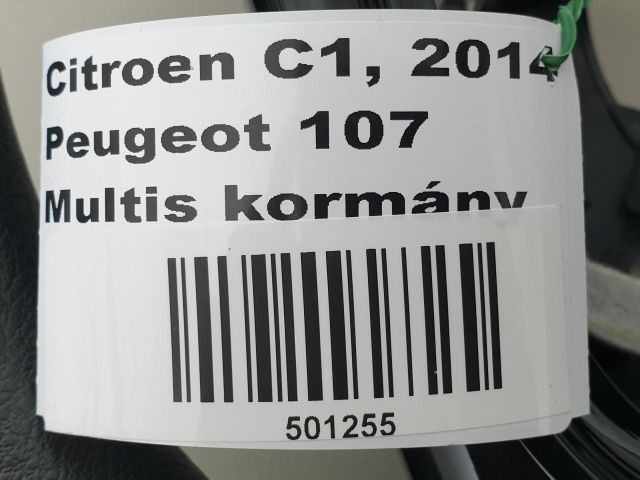 Citroen C1, 2014
Peugeot 107
Multis kormány
501255